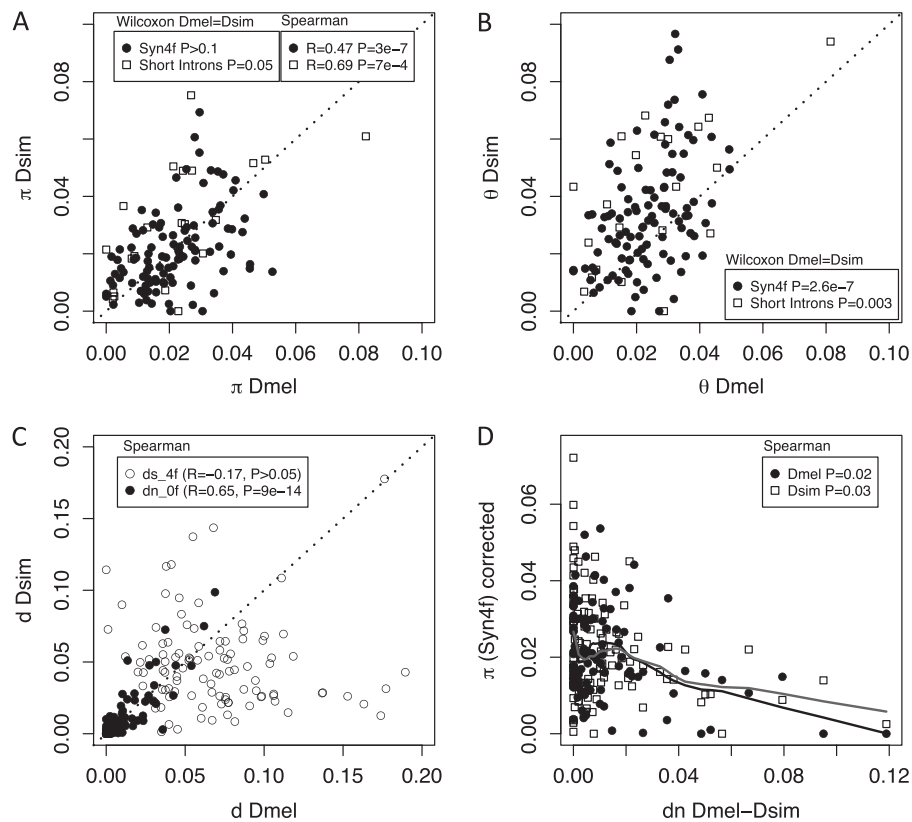 A
Wilcoxon Dmel=Dsim
Spearman
Syn4f P>0.1
Short Introns P=0.05
R=0.47 P=3e−7
R=0.69 P=7e−4
π Dsim
0.00 0.04 0.08
0.00 0.02 0.04 0.06 0.08 0.10
π Dmel
B
θ Dsim
0.00 0.04 0.08
Wilcoxon Dmel=Dsim
Syn4f P=2.6e−7
Short Introns P=0.003
0.00 0.02 0.04 0.06 0.08 0.10
θ Dmel
C
Spearman
ds_4f (R=−0.17, P>0.05)
dn_0f (R=0.65, P=9e−14
d Dsim
0.00 0.05 0.10 0.15 0.20
0.00 0.05 0.10 0.15 0.20
d Dmel
D
Spearman
Dmel P=0.02
Dsim P=0.03
π (Syn4f) corrected
0.00 0.02 0.04 0.06
0.00 0.04 0.08 0.12
dn Dmel−Dsim